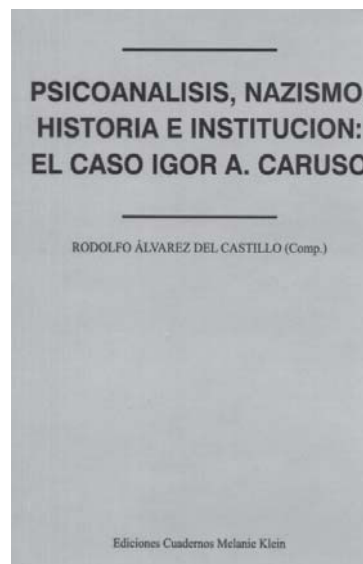 PSICOANALISIS, NAZISMO
HISTORIA E INSTITUCION:
EL CASO IGOR A. CARUSO
RODOLFO ÁLVAREZ DEL CASTILLO (Comp.)
Ediciones Cuadernos Melanie Klein